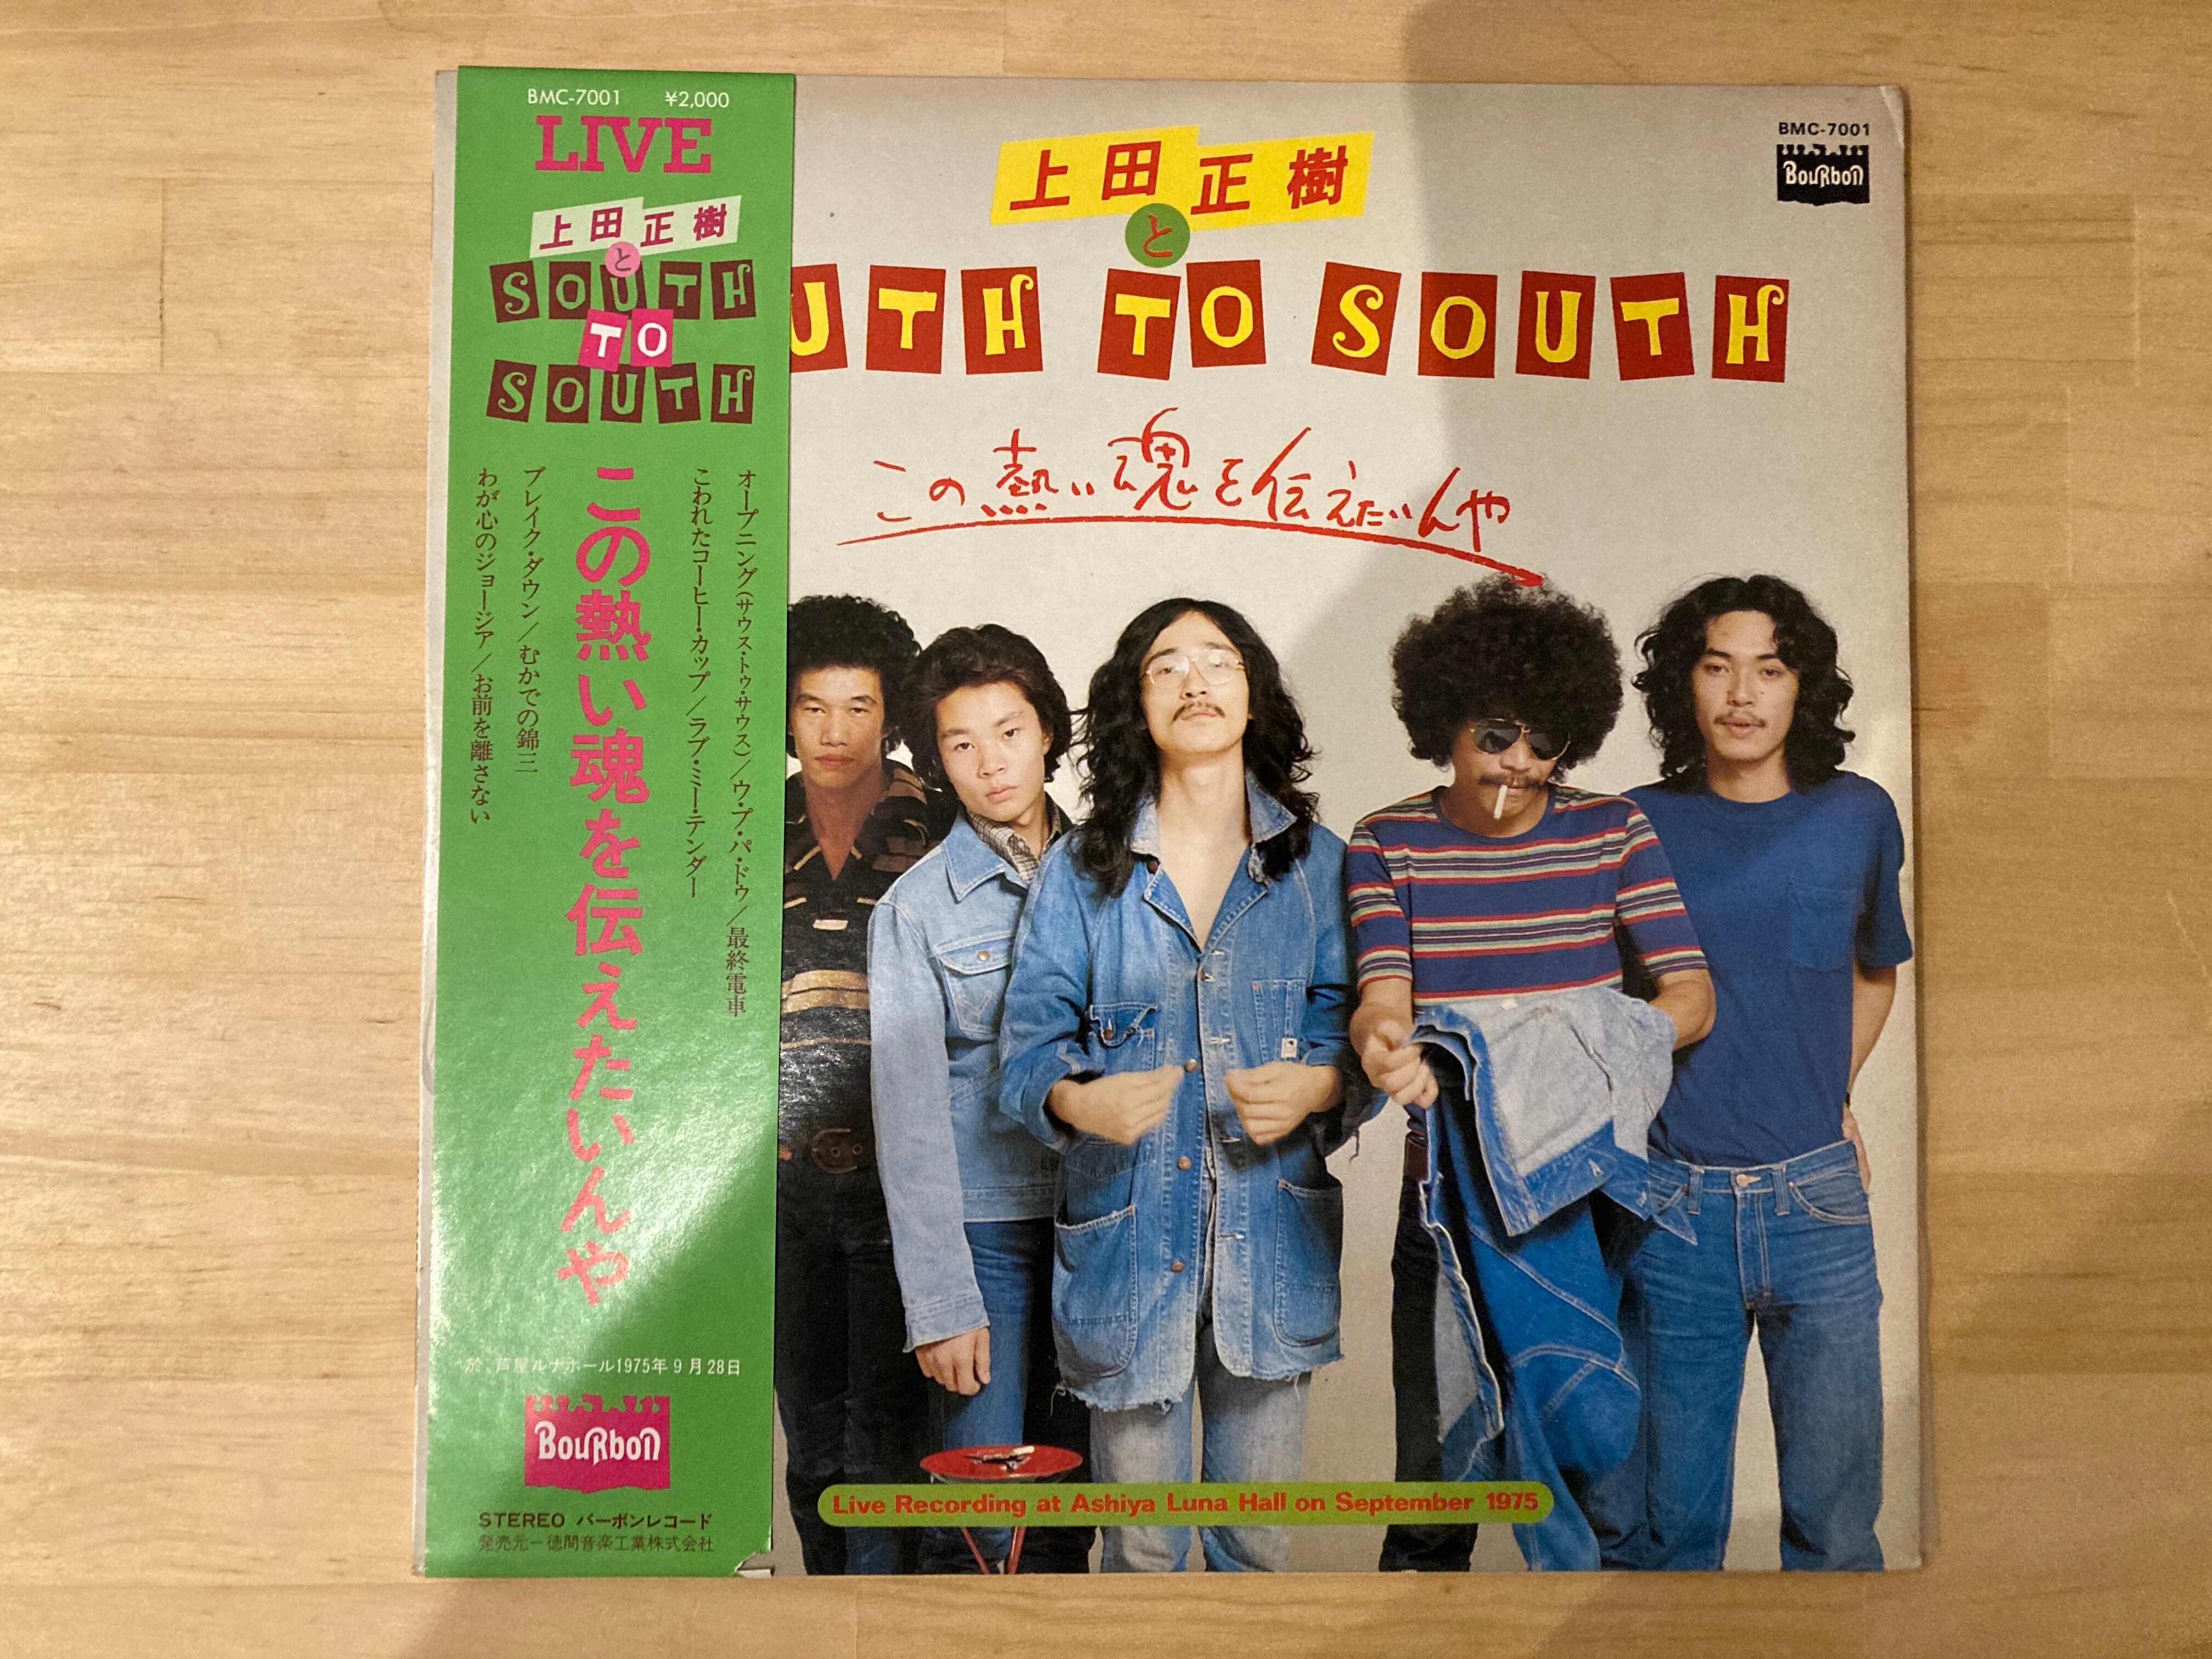 BMC-7001 ¥2,000
LIVE
上田正樹
と
SOUTH
TO
SOUTH
オープニング(サウス・トゥ・サウス)/ウ・プ・パ・ドゥ/最終電車
こわれたコーヒー・カップ/ラブ・ミー・テンダー
この熱い魂を伝えたいんや
ブレイク・ダウン/むかでの錦三
わが心のジョージア/お前を離さない
於、芦屋ルナホール1975年9月28日
BouRbon
STEREO バーボンレコード
発売元ー徳間音楽工業株式会社
BMC-7001
BouRbon
上田正樹
と
UTH TO SOUTH
この熱い魂を伝えたいんや
Live Recording at Ashiya Luna Hall on September 1975